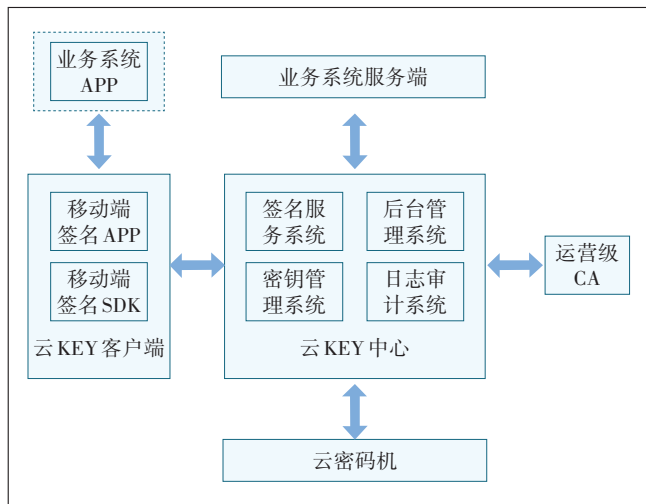 业务系统
APP
业务系统服务端
移动端
签名APP
移动端
签名SDK
云KEY客户端
签名服
务系统
后台管
理系统
密钥管
理系统
日志审
计系统
云KEY中心
运营级
CA
云密码机